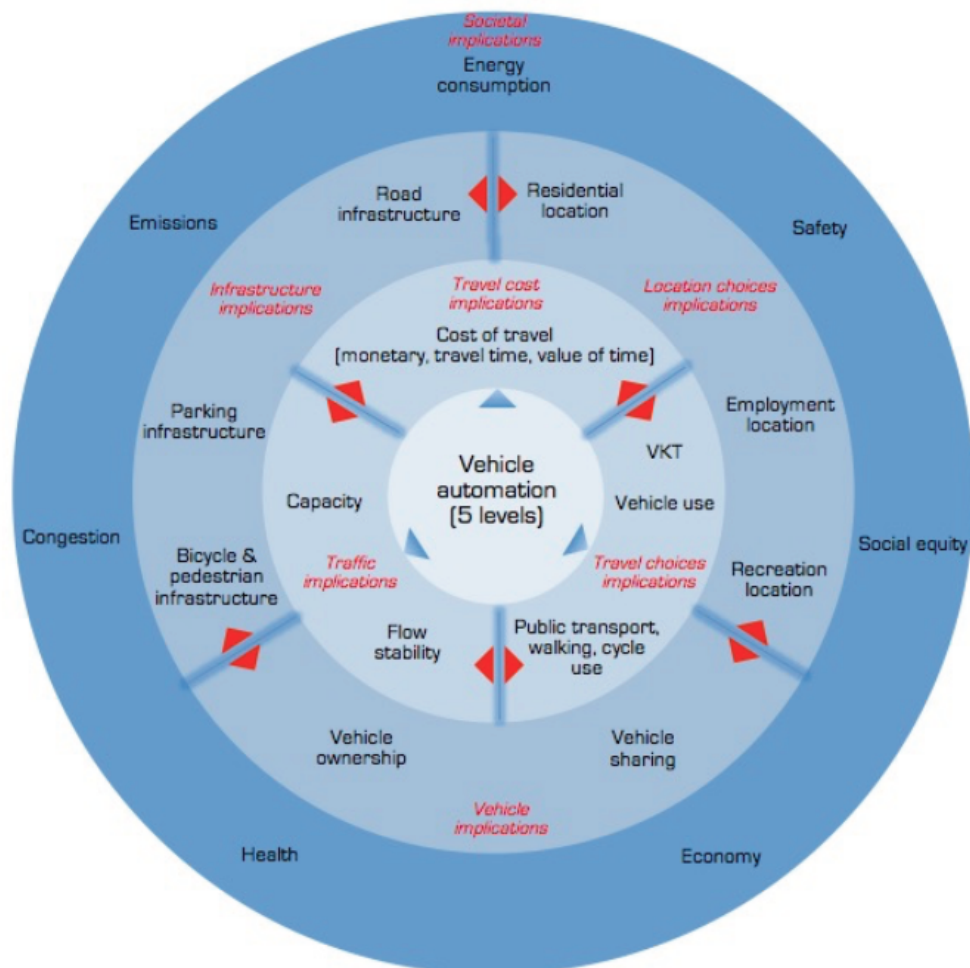 Societal
implications
Energy
consumption
Road
infrastructure
Residential
location
Emissions
Safety
Infrastructure
implications
Travel cost
implications
Location choices
implications
Cost of travel
[monetary, travel time, value of time]
Parking
infrastructure
Employment
location
VKT
Vehicle
automation
(5 levels)
Capacity
Vehicle use
Congestion
Social equity
Bicycle &
pedestrian
infrastructure
Traffic
implications
Travel choices
implications
Recreation
location
Flow
stability
Public transport,
walking, cycle
use
Vehicle
ownership
Vehicle
sharing
Vehicle
implications
Health
Economy